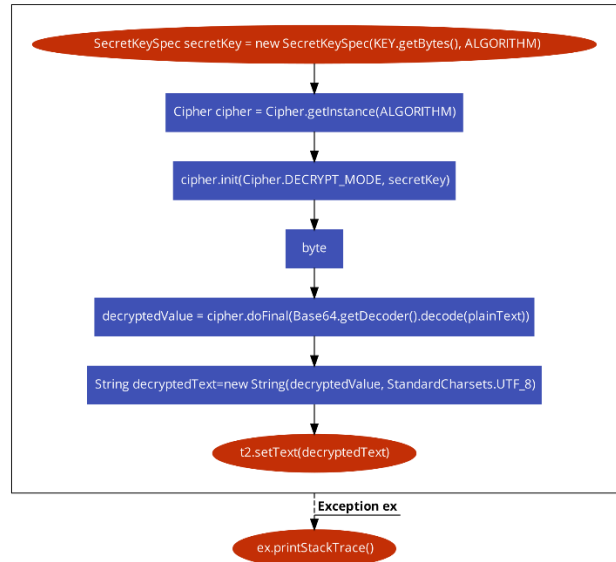 SecretKeySpec secretKey = new SecretKeySpec(KEY.getBytes(), ALGORITHM)
Cipher cipher = Cipher.getInstance(ALGORITHM)
cipher.init(Cipher.DECRYPT_MODE, secretKey)
byte
decryptedValue = cipher.doFinal(Base64.getDecoder().decode(plainText))
String decryptedText=new String(decryptedValue, StandardCharsets.UTF_8)
t2.setText(decryptedText)
Exception ex
ex.printStackTrace()